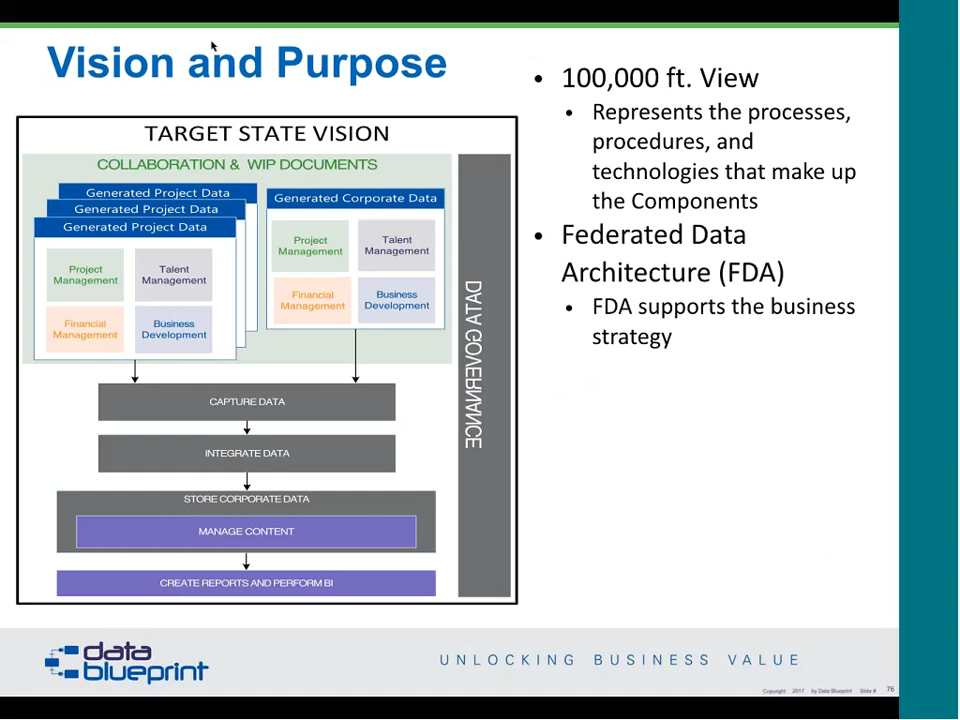 Vision and Purpose
TARGET STATE VISION
COLLABORATION & WIP DOCUMENTS
Generated Project Data
Generated Project Data
Generated Project Data
Project
Management
Talent
Management
Financial
Management
Business
Development
Generated Corporate Data
Project
Management
Talent
Management
Financial
Management
Business
Development
CAPTURE DATA
INTEGRATE DATA
STORE CORPORATE DATA
MANAGE CONTENT
CREATE REPORTS AND PERFORM BI
DATA GOVERNANCE
• 100,000 ft. View
• Represents the processes,
procedures, and
technologies that make up
the Components
• Federated Data
Architecture (FDA)
• FDA supports the business
strategy
data
blueprint
UNLOCKING BUSINESS VALUE
Copyright 2017 by Data Blueprint Slide # 76